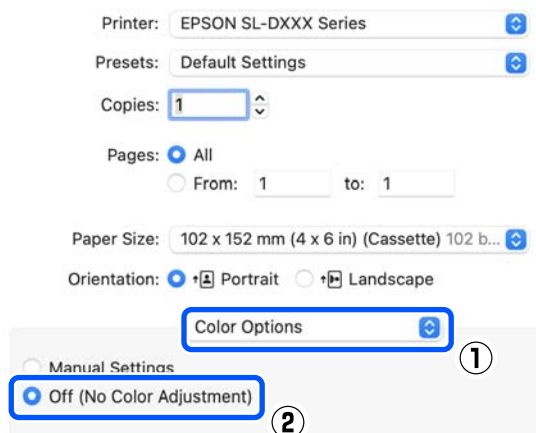 Printer: EPSON SL-DXXX Series
Presets: Default Settings
Copies: 1
Pages: All
From: 1 to: 1
Paper Size: 102 x 152 mm (4 x 6 in) (Cassette) 102 b...
Orientation: Portrait Landscape
Color Options
①
Manual Settings
Off (No Color Adjustment)
②